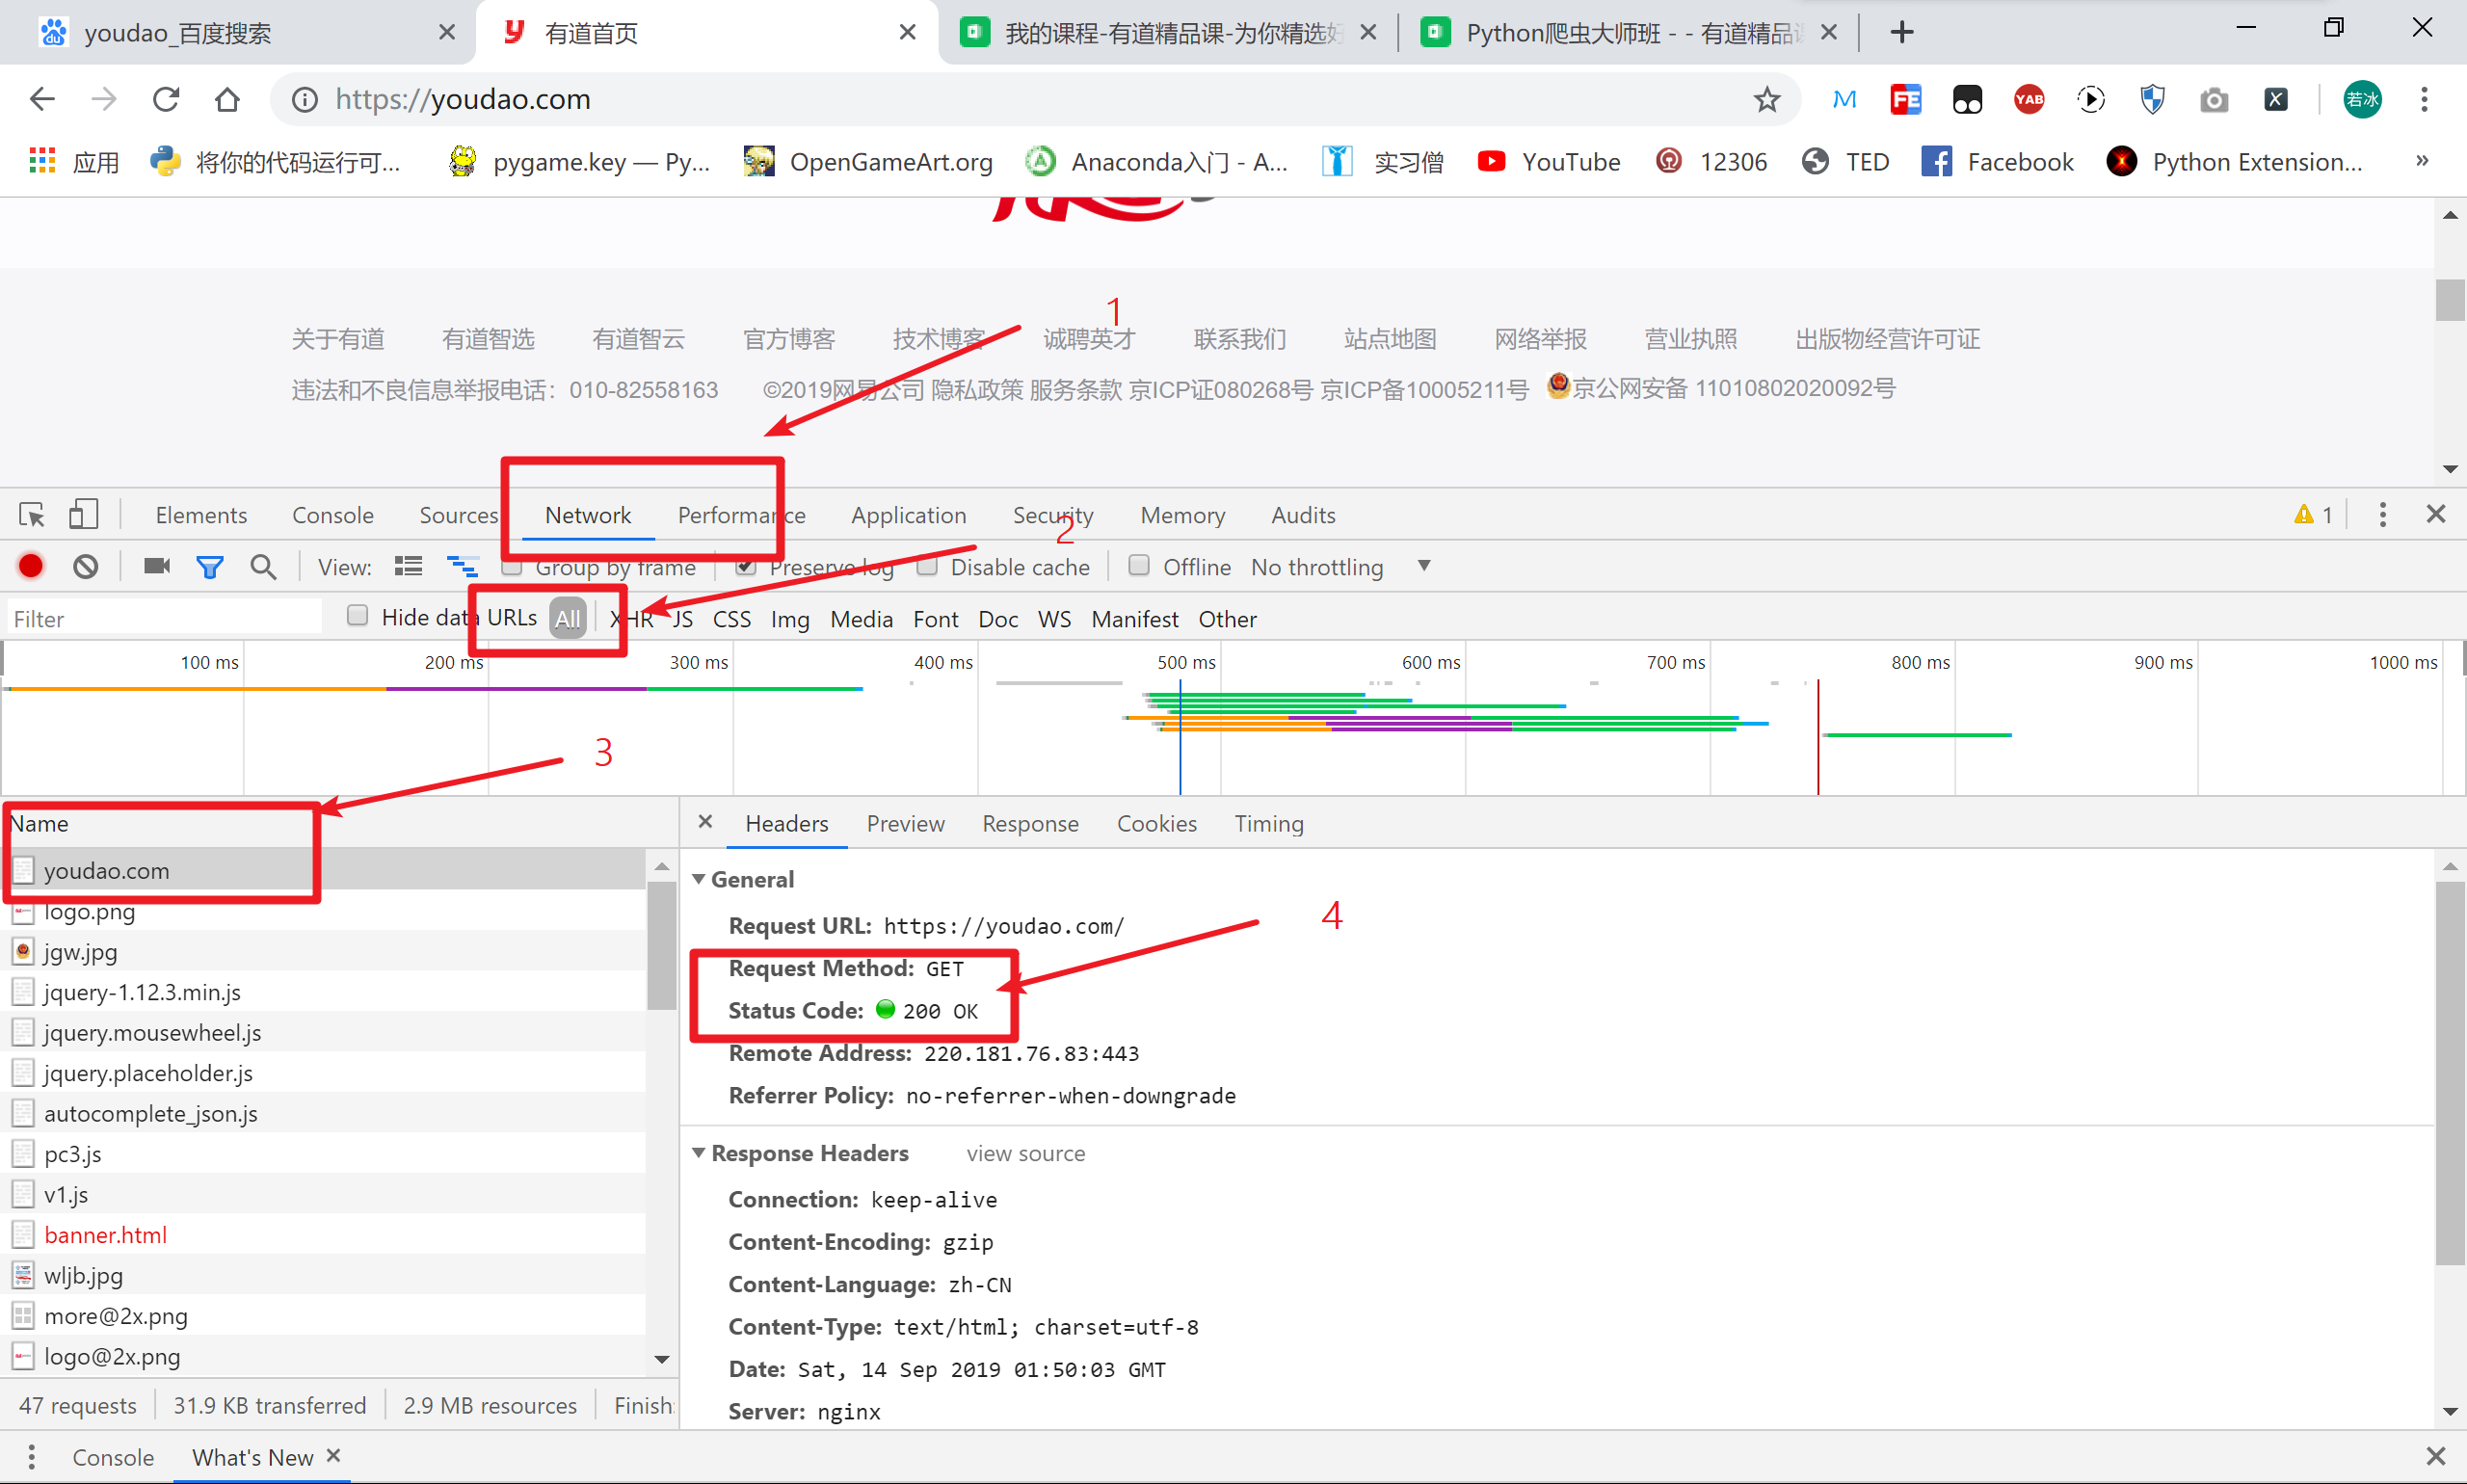 youdao_百度搜索
有道首页
我的课程-有道精品课-为你精选好
Python爬虫大师班 - - 有道精品课
https://youdao.com
FE
YAB
若冰
应用
将你的代码运行可...
pygame.key — Py...
OpenGameArt.org
Anaconda入门 - A...
实习僧
YouTube
12306
TED
Facebook
Python Extension...
»
1
关于有道 有道智选 有道智云 官方博客 技术博客 诚聘英才 联系我们 站点地图 网络举报 营业执照 出版物经营许可证
违法和不良信息举报电话：010-82558163 ©2019网易公司 隐私政策 服务条款 京ICP证080268号 京ICP备10005211号 京公网安备 11010802020092号
Elements Console Sources Network Performance Application Security Memory Audits 1
2
View: Group by frame Preserve log Disable cache Offline No throttling
Filter Hide data URLs All XHR JS CSS Img Media Font Doc WS Manifest Other
100 ms 200 ms 300 ms 400 ms 500 ms 600 ms 700 ms 800 ms 900 ms 1000 ms
3
Name
youdao.com
logo.png
jgw.jpg
jquery-1.12.3.min.js
jquery.mousewheel.js
jquery.placeholder.js
autocomplete_json.js
pc3.js
v1.js
banner.html
wljb.jpg
more@2x.png
logo@2x.png
47 requests 31.9 KB transferred 2.9 MB resources Finish:
Headers Preview Response Cookies Timing
General
4
Request URL: https://youdao.com/
Request Method: GET
Status Code: 200 OK
Remote Address: 220.181.76.83:443
Referrer Policy: no-referrer-when-downgrade
Response Headers view source
Connection: keep-alive
Content-Encoding: gzip
Content-Language: zh-CN
Content-Type: text/html; charset=utf-8
Date: Sat, 14 Sep 2019 01:50:03 GMT
Server: nginx
Console What's New